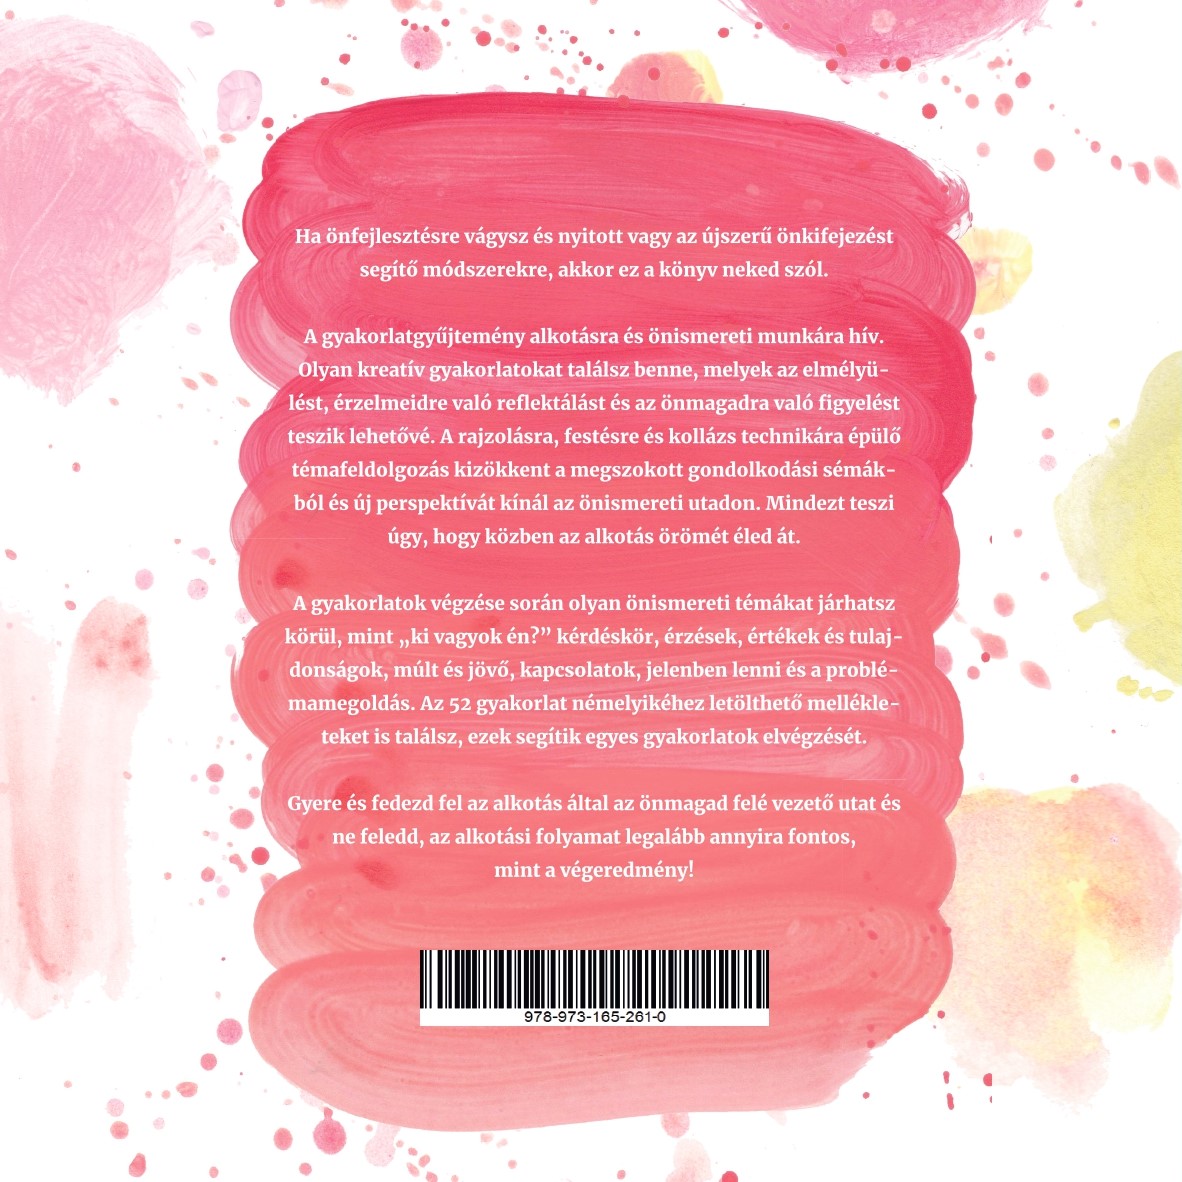 Ha önfejlesztésre vágysz és nyitott vagy az újszerű önkifejezést
segítő módszerekre, akkor ez a könyv neked szól.
A gyakorlatgyűjtemény alkotásra és önismereti munkára hív.
Olyan kreatív gyakorlatokat találsz benne, melyek az elmélyü-
lést, érzelmeidre való reflektálást és az önmagadra való figyelést
teszik lehetővé. A rajzolásra, festésre és kollázs technikára épülő
témafeldolgozás kizökkent a megszokott gondolkodási sémák-
ból és új perspektívát kínál az önismereti utadon. Mindezt teszi
úgy, hogy közben az alkotás örömét éled át.
A gyakorlatok végzése során olyan önismereti témákat járhatsz
körül, mint „ki vagyok én?” kérdéskör, érzések, értékek és tulaj-
donságok, múlt és jövő, kapcsolatok, jelenben lenni és a problé-
mamegoldás. Az 52 gyakorlat némelyikéhez letölthető mellékle-
teket is találsz, ezek segítik egyes gyakorlatok elvégzését.
Gyere és fedezd fel az alkotás által az önmagad felé vezető utat és
ne feledd, az alkotási folyamat legalább annyira fontos,
mint a végeredmény!
978-973-165-261-0